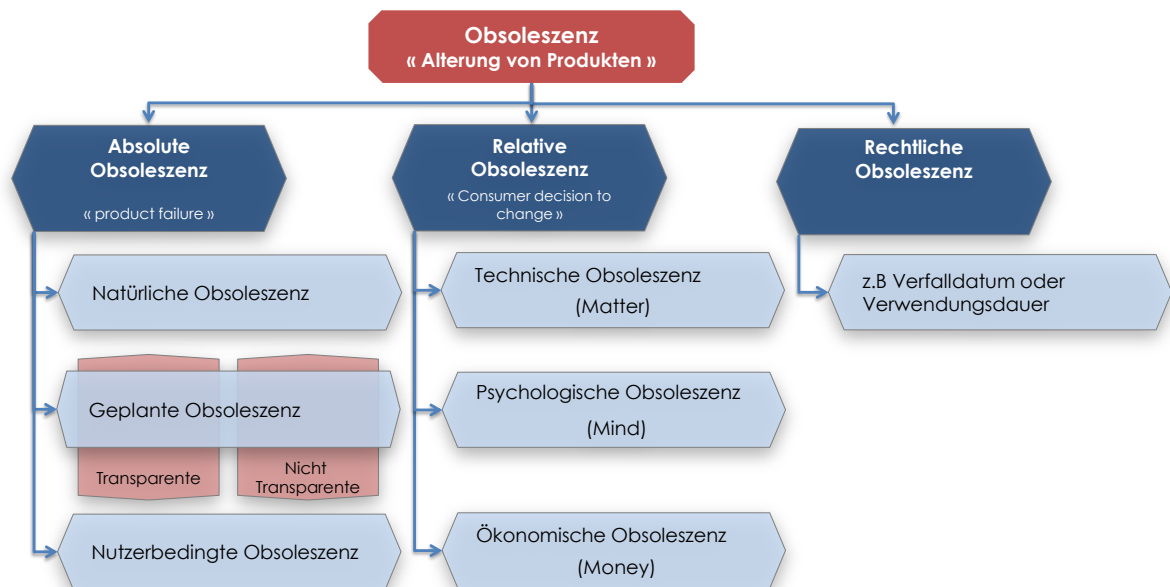 Obsoleszenz
« Alterung von Produkten »
Absolute
Obsoleszenz
« product failure »
Natürliche Obsoleszenz
Geplante Obsoleszenz
Transparente
Nicht
Transparente
Nutzerbedingte Obsoleszenz
Relative
Obsoleszenz
« Consumer decision to
change »
Technische Obsoleszenz
(Matter)
Psychologische Obsoleszenz
(Mind)
Ökonomische Obsoleszenz
(Money)
Rechtliche
Obsoleszenz
z.B Verfalldatum oder
Verwendungsdauer